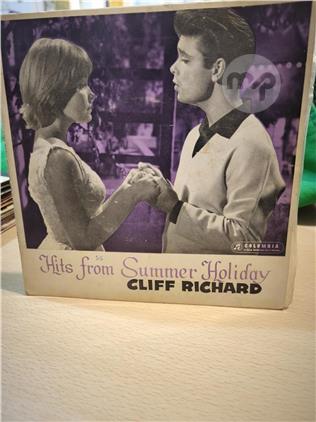 COLUMBIA
Hits from Summer Holiday
CLIFF RICHARD